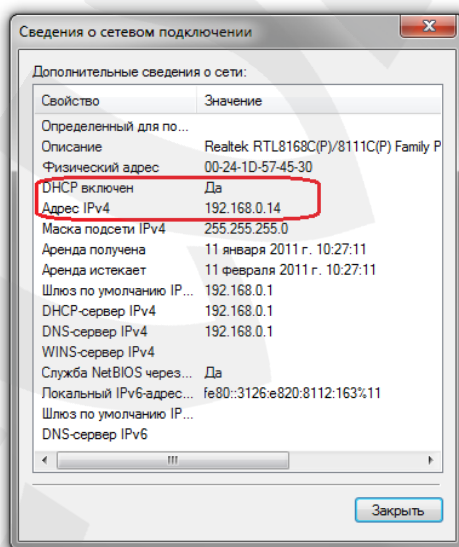 Сведения о сетевом подключении
Дополнительные сведения о сети:
Свойство Значение
Определенный для по...
Описание Realtek RTL8168C(P)/8111C(P) Family P
Физический адрес 00-24-1D-57-45-30
DHCP включен Да
Адрес IPv4 192.168.0.14
Маска подсети IPv4 255.255.255.0
Аренда получена 11 января 2011 г. 10:27:11
Аренда истекает 11 февраля 2011 г. 10:27:11
Шлюз по умолчанию IP... 192.168.0.1
DHCP-сервер IPv4 192.168.0.1
DNS-сервер IPv4 192.168.0.1
WINS-сервер IPv4
Служба NetBIOS через... Да
Локальный IPv6-адрес... fe80::3126:e820:8112:163%11
Шлюз по умолчанию IP...
DNS-сервер IPv6
Закрыть